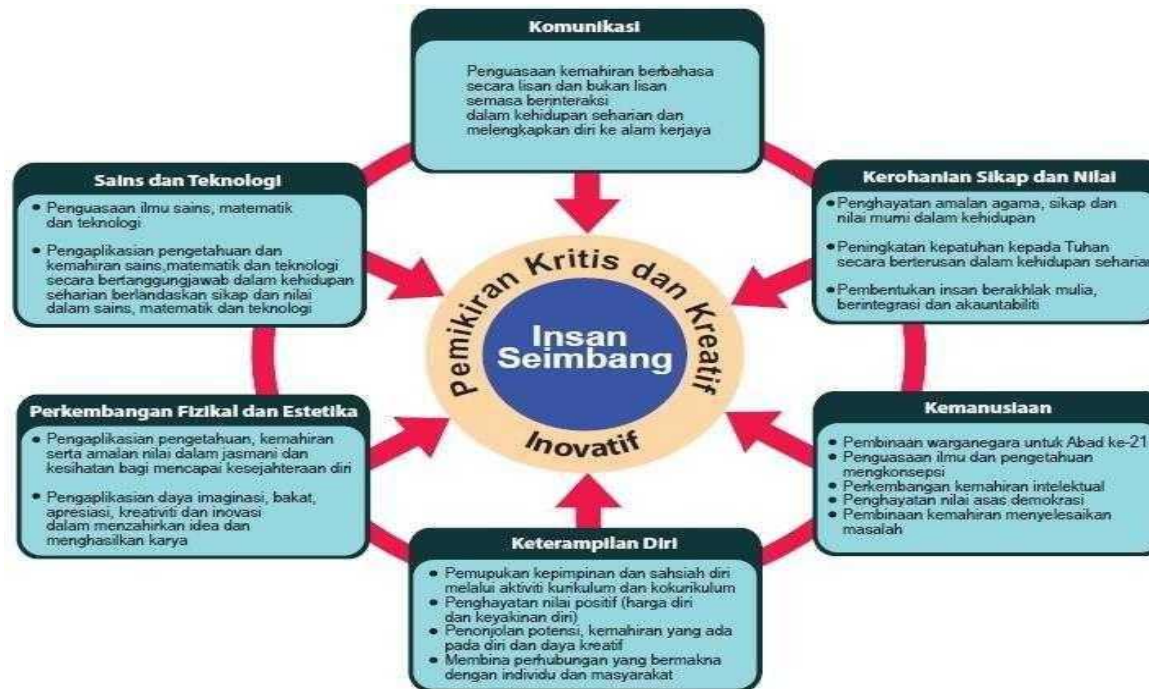 Komunikasi
Penguasaan kemahiran berbahasa
secara lisan dan bukan lisan
semasa berinteraksi
dalam kehidupan seharian dan
melengkapkan diri ke alam kerjaya
Sains dan Teknologi
• Penguasaan ilmu sains, matematik
dan teknologi
• Pengaplikasian pengetahuan dan
kemahiran sains,matematik dan teknologi
secara bertanggungjawab dalam kehidupan
seharian berlandaskan sikap dan nilai
dalam sains, matematik dan teknologi
Kerohanian Sikap dan Nilai
• Penghayatan amalan agama, sikap dan
nilai murni dalam kehidupan
• Peningkatan kepatuhan kepada Tuhan
secara berterusan dalam kehidupan seharian
• Pembentukan insan berakhlak mulia,
berintegrasi dan akauntabiliti
Pemikiran Kritis dan Kreatif
Insan
Seimbang
Inovatif
Perkembangan Fizikal dan Estetika
• Pengaplikasian pengetahuan, kemahiran
serta amalan nilai dalam jasmani dan
kesihatan bagi mencapai kesejahteraan diri
• Pengaplikasian daya imaginasi, bakat,
apresiasi, kreativiti dan inovasi
dalam menzahirkan idea dan
menghasilkan karya
Kemanusiaan
• Pembinaan warganegara untuk Abad ke-21
• Penguasaan ilmu dan pengetahuan
mengkonsepsi
• Perkembangan kemahiran intelektual
• Penghayatan nilai asas demokrasi
• Pembinaan kemahiran menyelesaikan
masalah
Keterampilan Diri
• Pemupukan kepimpinan dan sahsiah diri
melalui aktiviti kurikulum dan kokurikulum
• Penghayatan nilai positif (harga diri
dan keyakinan diri)
• Penonjolan potensi, kemahiran yang ada
pada diri dan daya kreatif
• Membina perhubungan yang bermakna
dengan individu dan masyarakat